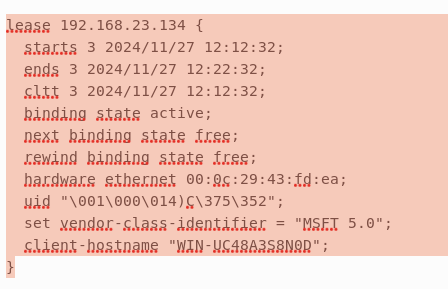 lease 192.168.23.134 {
  starts 3 2024/11/27 12:12:32;
  ends 3 2024/11/27 12:22:32;
  cltt 3 2024/11/27 12:12:32;
  binding state active;
  next binding state free;
  rewind binding state free;
  hardware ethernet 00:0c:29:43:fd:ea;
  uid "\001\000\014)C\375\352";
  set vendor-class-identifier = "MSFT 5.0";
  client-hostname "WIN-UC48A3S8N0D";
}